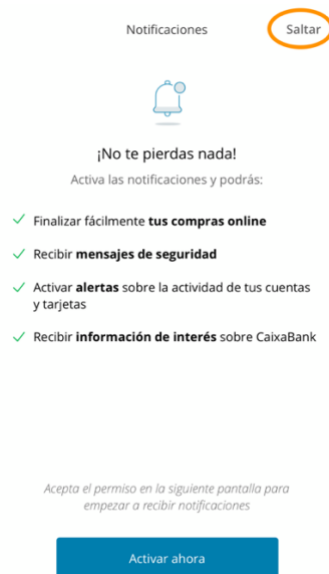 Notificaciones
Saltar
¡No te pierdas nada!
Activa las notificaciones y podrás:
Finalizar fácilmente tus compras online
Recibir mensajes de seguridad
Activar alertas sobre la actividad de tus cuentas
y tarjetas
Recibir información de interés sobre CaixaBank
Acepta el permiso en la siguiente pantalla para
empezar a recibir notificaciones
Activar ahora